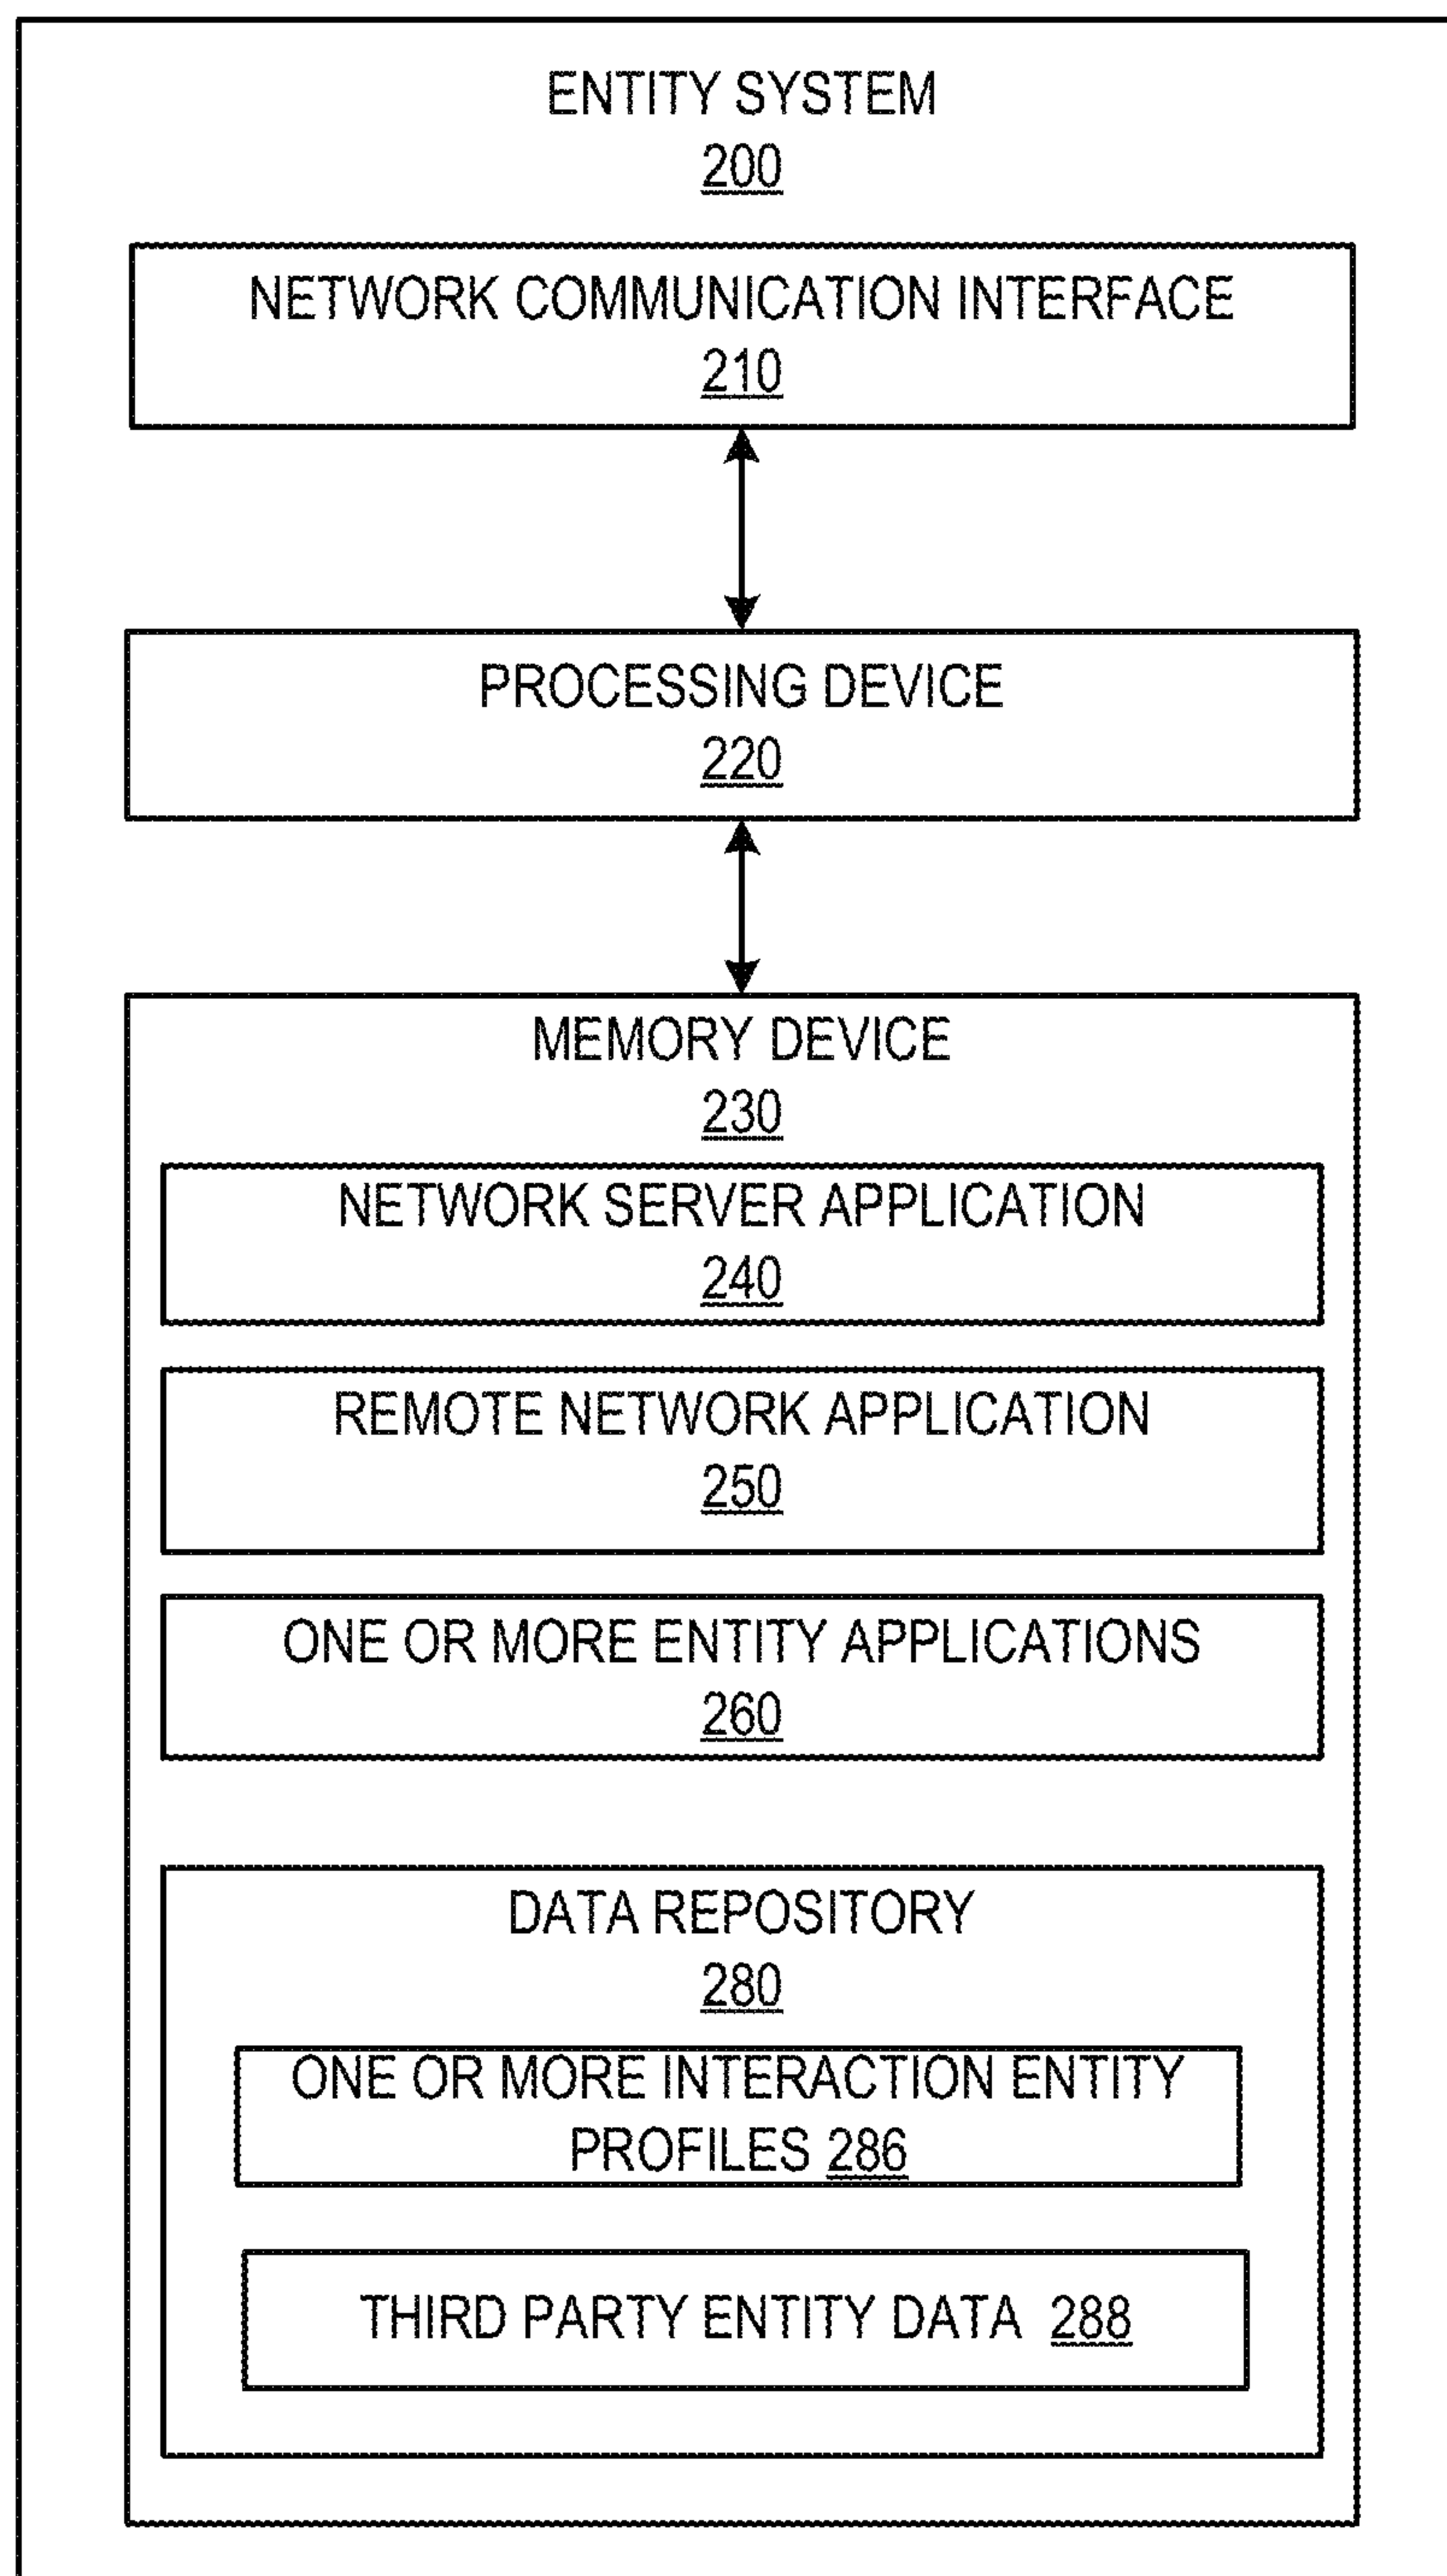 ENTITY SYSTEM
200
NETWORK COMMUNICATION INTERFACE
210
PROCESSING DEVICE
220
MEMORY DEVICE
230
NETWORK SERVER APPLICATION
240
REMOTE NETWORK APPLICATION
250
ONE OR MORE ENTITY APPLICATIONS
260
DATA REPOSITORY
280
ONE OR MORE INTERACTION ENTITY
PROFILES 286
THIRD PARTY ENTITY DATA 288